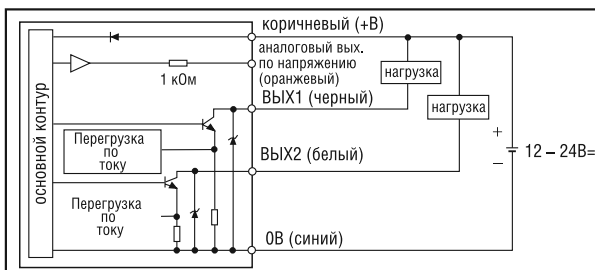 коричневый (+В)
аналоговый вых.
по напряжению
(оранжевый)
1 кОм
нагрузка
ВЫХ1 (черный)
нагрузка
основной контур
Перегрузка
по
току
ВЫХ2 (белый)
+
12 – 24В=
–
Перегрузка
по
току
0В (синий)